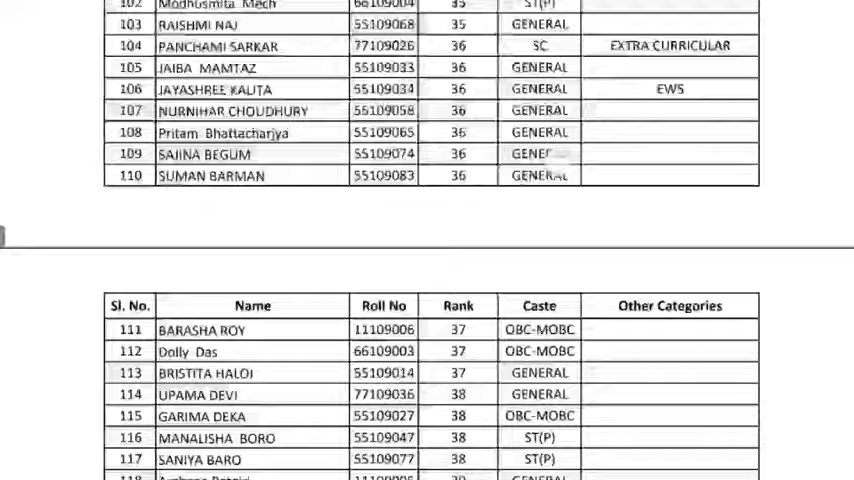 102 Modhusmita Mech 66109004 35 ST(P)
103 RAISHMI NAJ 55109068 35 GENERAL
104 PANCHAMI SARKAR 77109026 36 SC EXTRA CURRICULAR
105 JAIBA MAMTAZ 55109033 36 GENERAL
106 JAYASHREE KALITA 55109034 36 GENERAL EWS
107 NURNIHAR CHOUDHURY 55109058 36 GENERAL
108 Pritam Bhattacharjya 55109065 36 GENERAL
109 SAJINA BEGUM 55109074 36 GENE
110 SUMAN BARMAN 55109083 36 GENERAL
Sl. No. Name Roll No Rank Caste Other Categories
111 BARASHA ROY 11109006 37 OBC-MOBC
112 Dolly Das 66109003 37 OBC-MOBC
113 BRISTITA HALOI 55109014 37 GENERAL
114 UPAMA DEVI 77109036 38 GENERAL
115 GARIMA DEKA 55109027 38 OBC-MOBC
116 MANALISHA BORO 55109047 38 ST(P)
117 SANIYA BARO 55109077 38 ST(P)
118 11109005 39 GENERAL